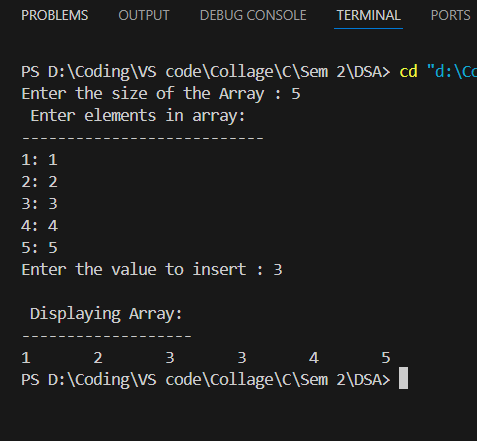 PROBLEMS OUTPUT DEBUG CONSOLE TERMINAL PORTS
PS D:\Coding\VS code\Collage\C\Sem 2\DSA> cd "d:\Co
Enter the size of the Array : 5
 Enter elements in array:
---------------------------
1: 1
2: 2
3: 3
4: 4
5: 5
Enter the value to insert : 3
 Displaying Array:
-------------------
1 2 3 3 4 5
PS D:\Coding\VS code\Collage\C\Sem 2\DSA>